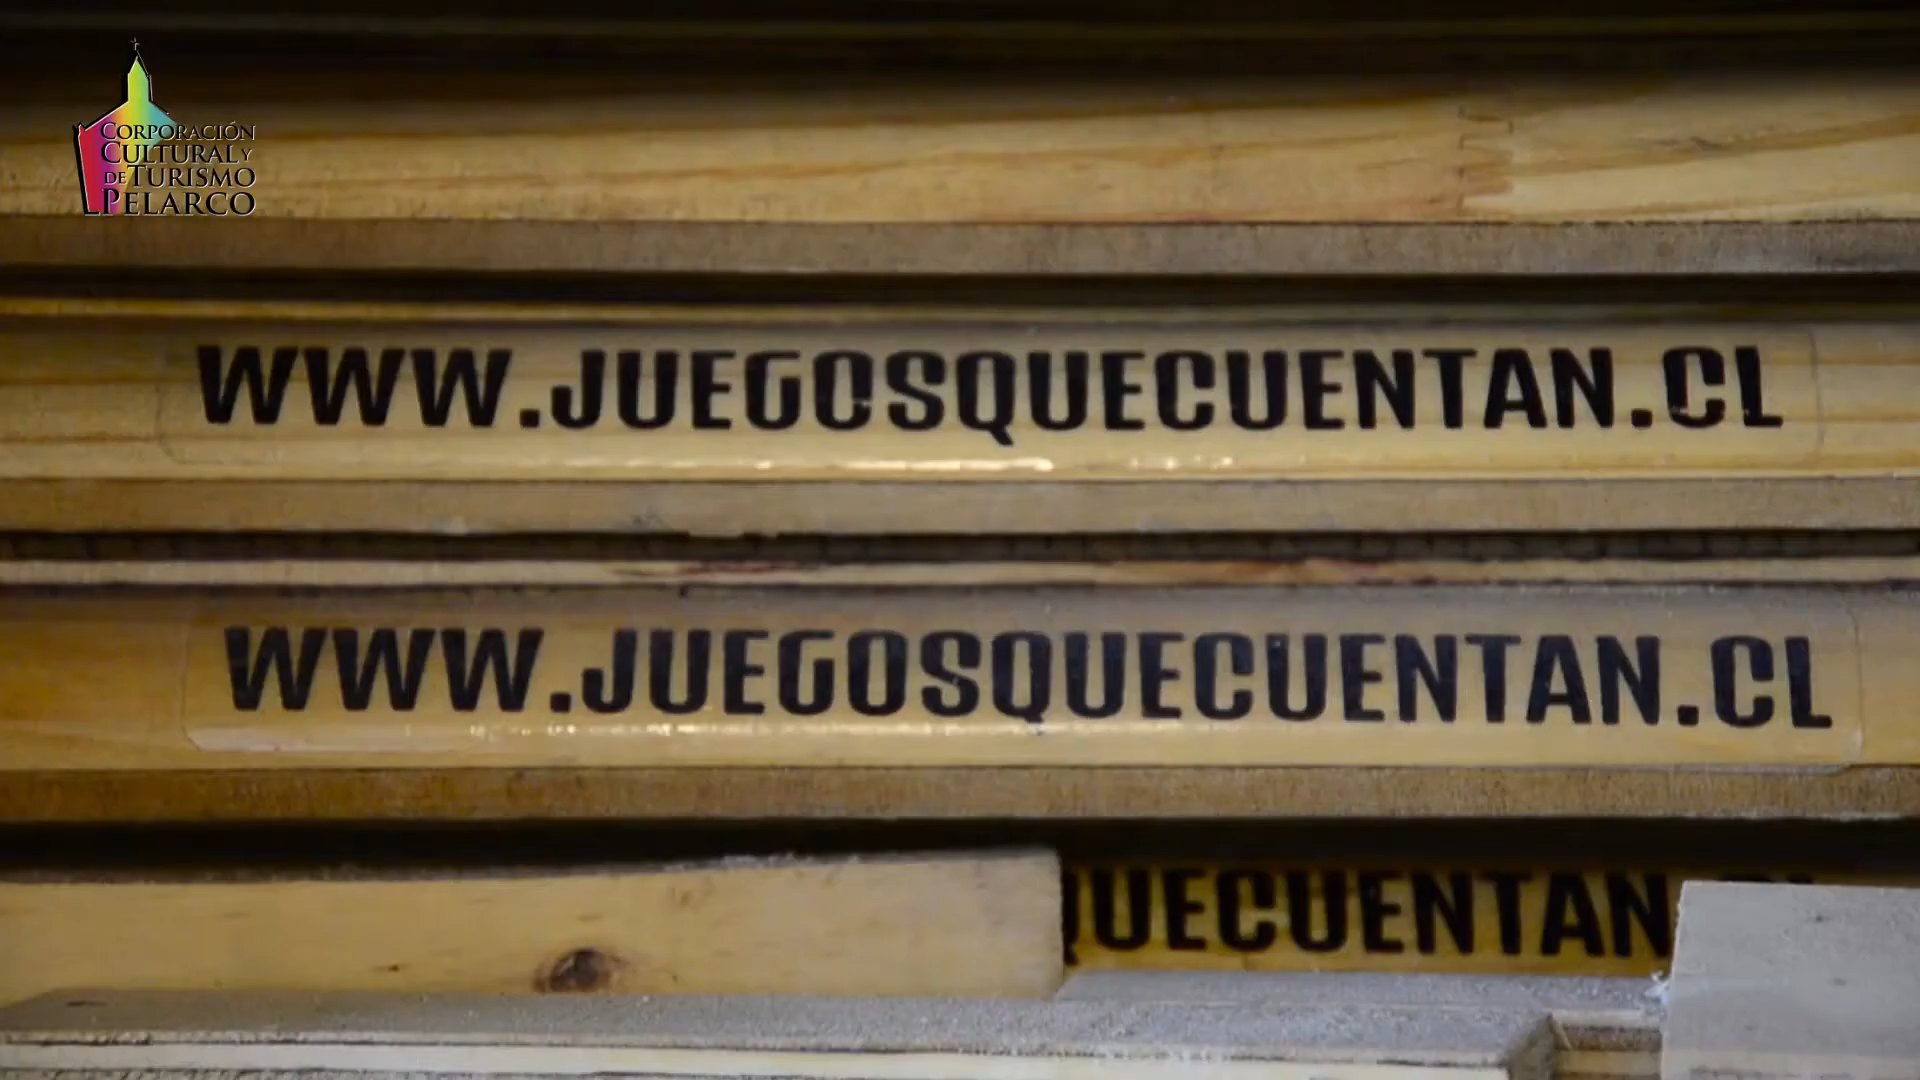 CORPORACIÓN
CULTURAL Y
DE TURISMO
PELARCO
WWW.JUEGOSQUECUENTAN.CL
WWW.JUEGOSQUECUENTAN.CL
QUECUENTAN